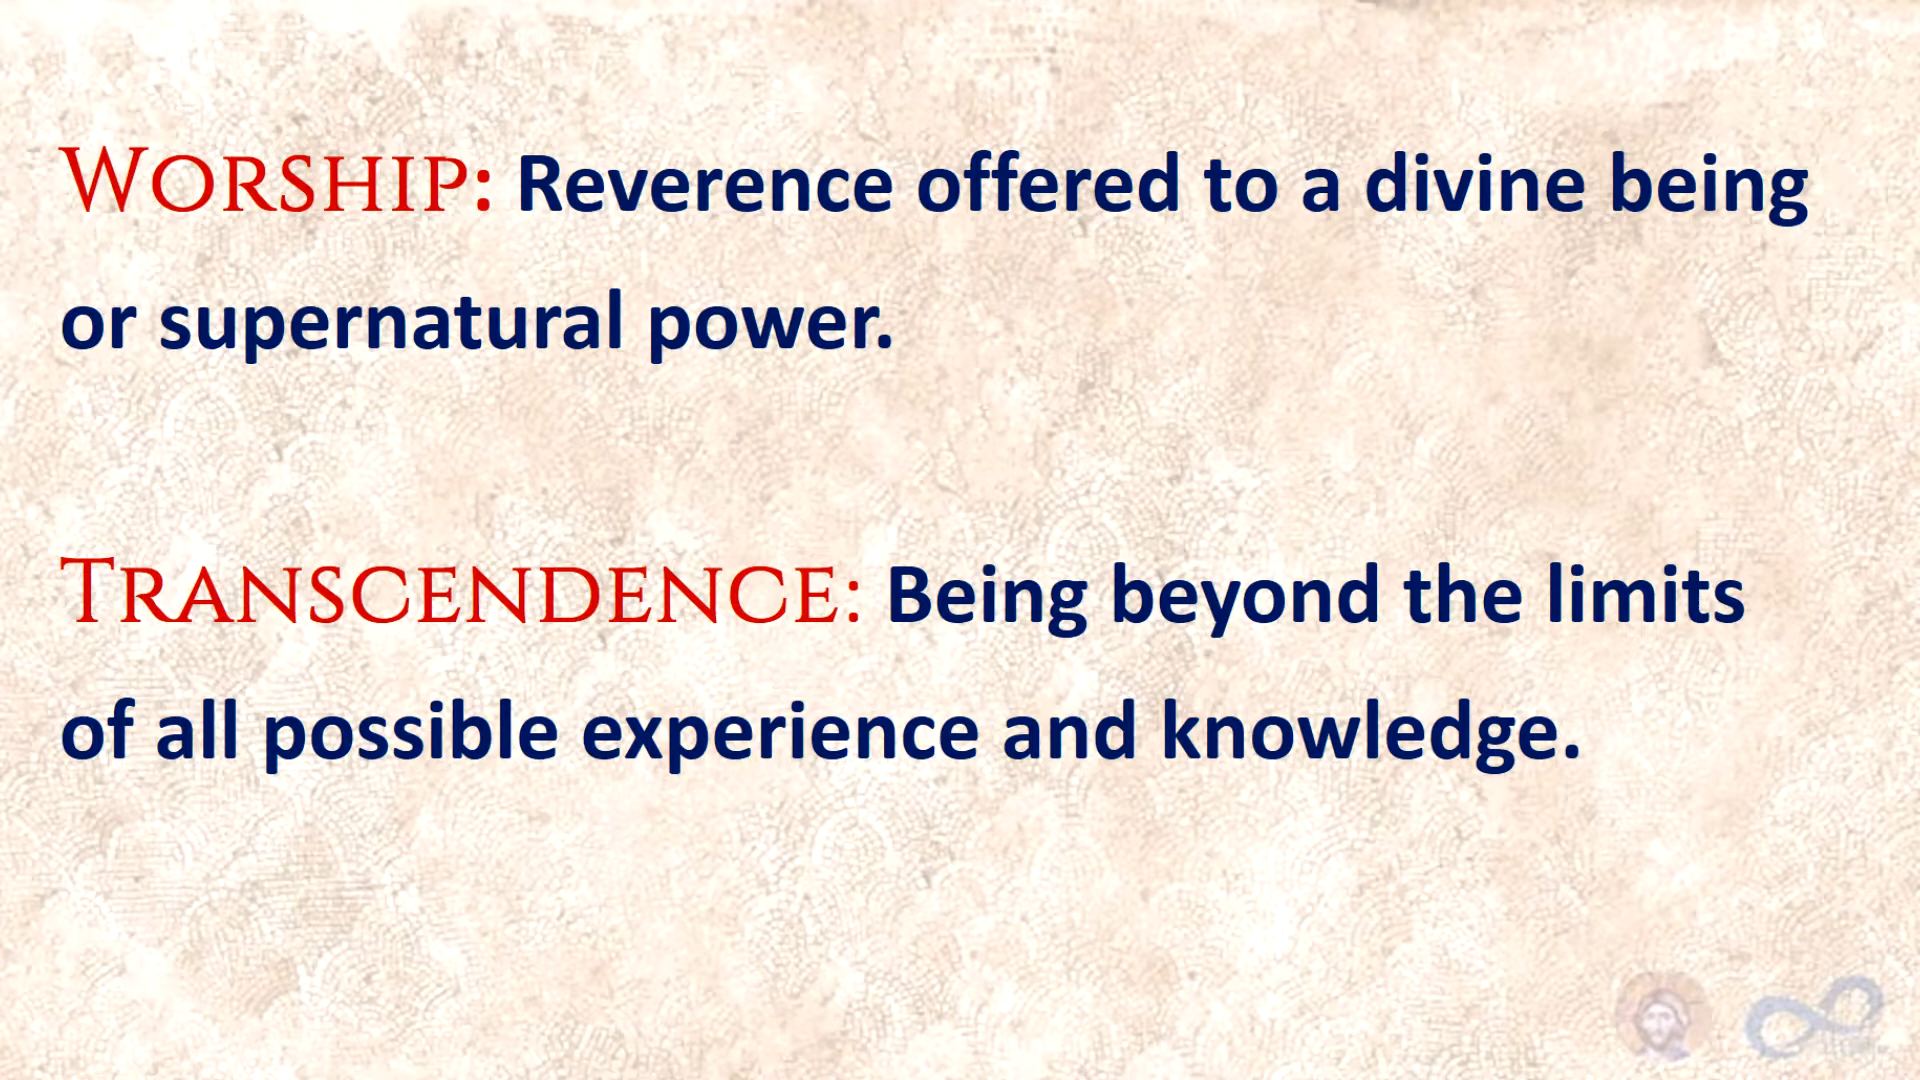 WORSHIP: Reverence offered to a divine being
or supernatural power.
TRANSCENDENCE: Being beyond the limits
of all possible experience and knowledge.